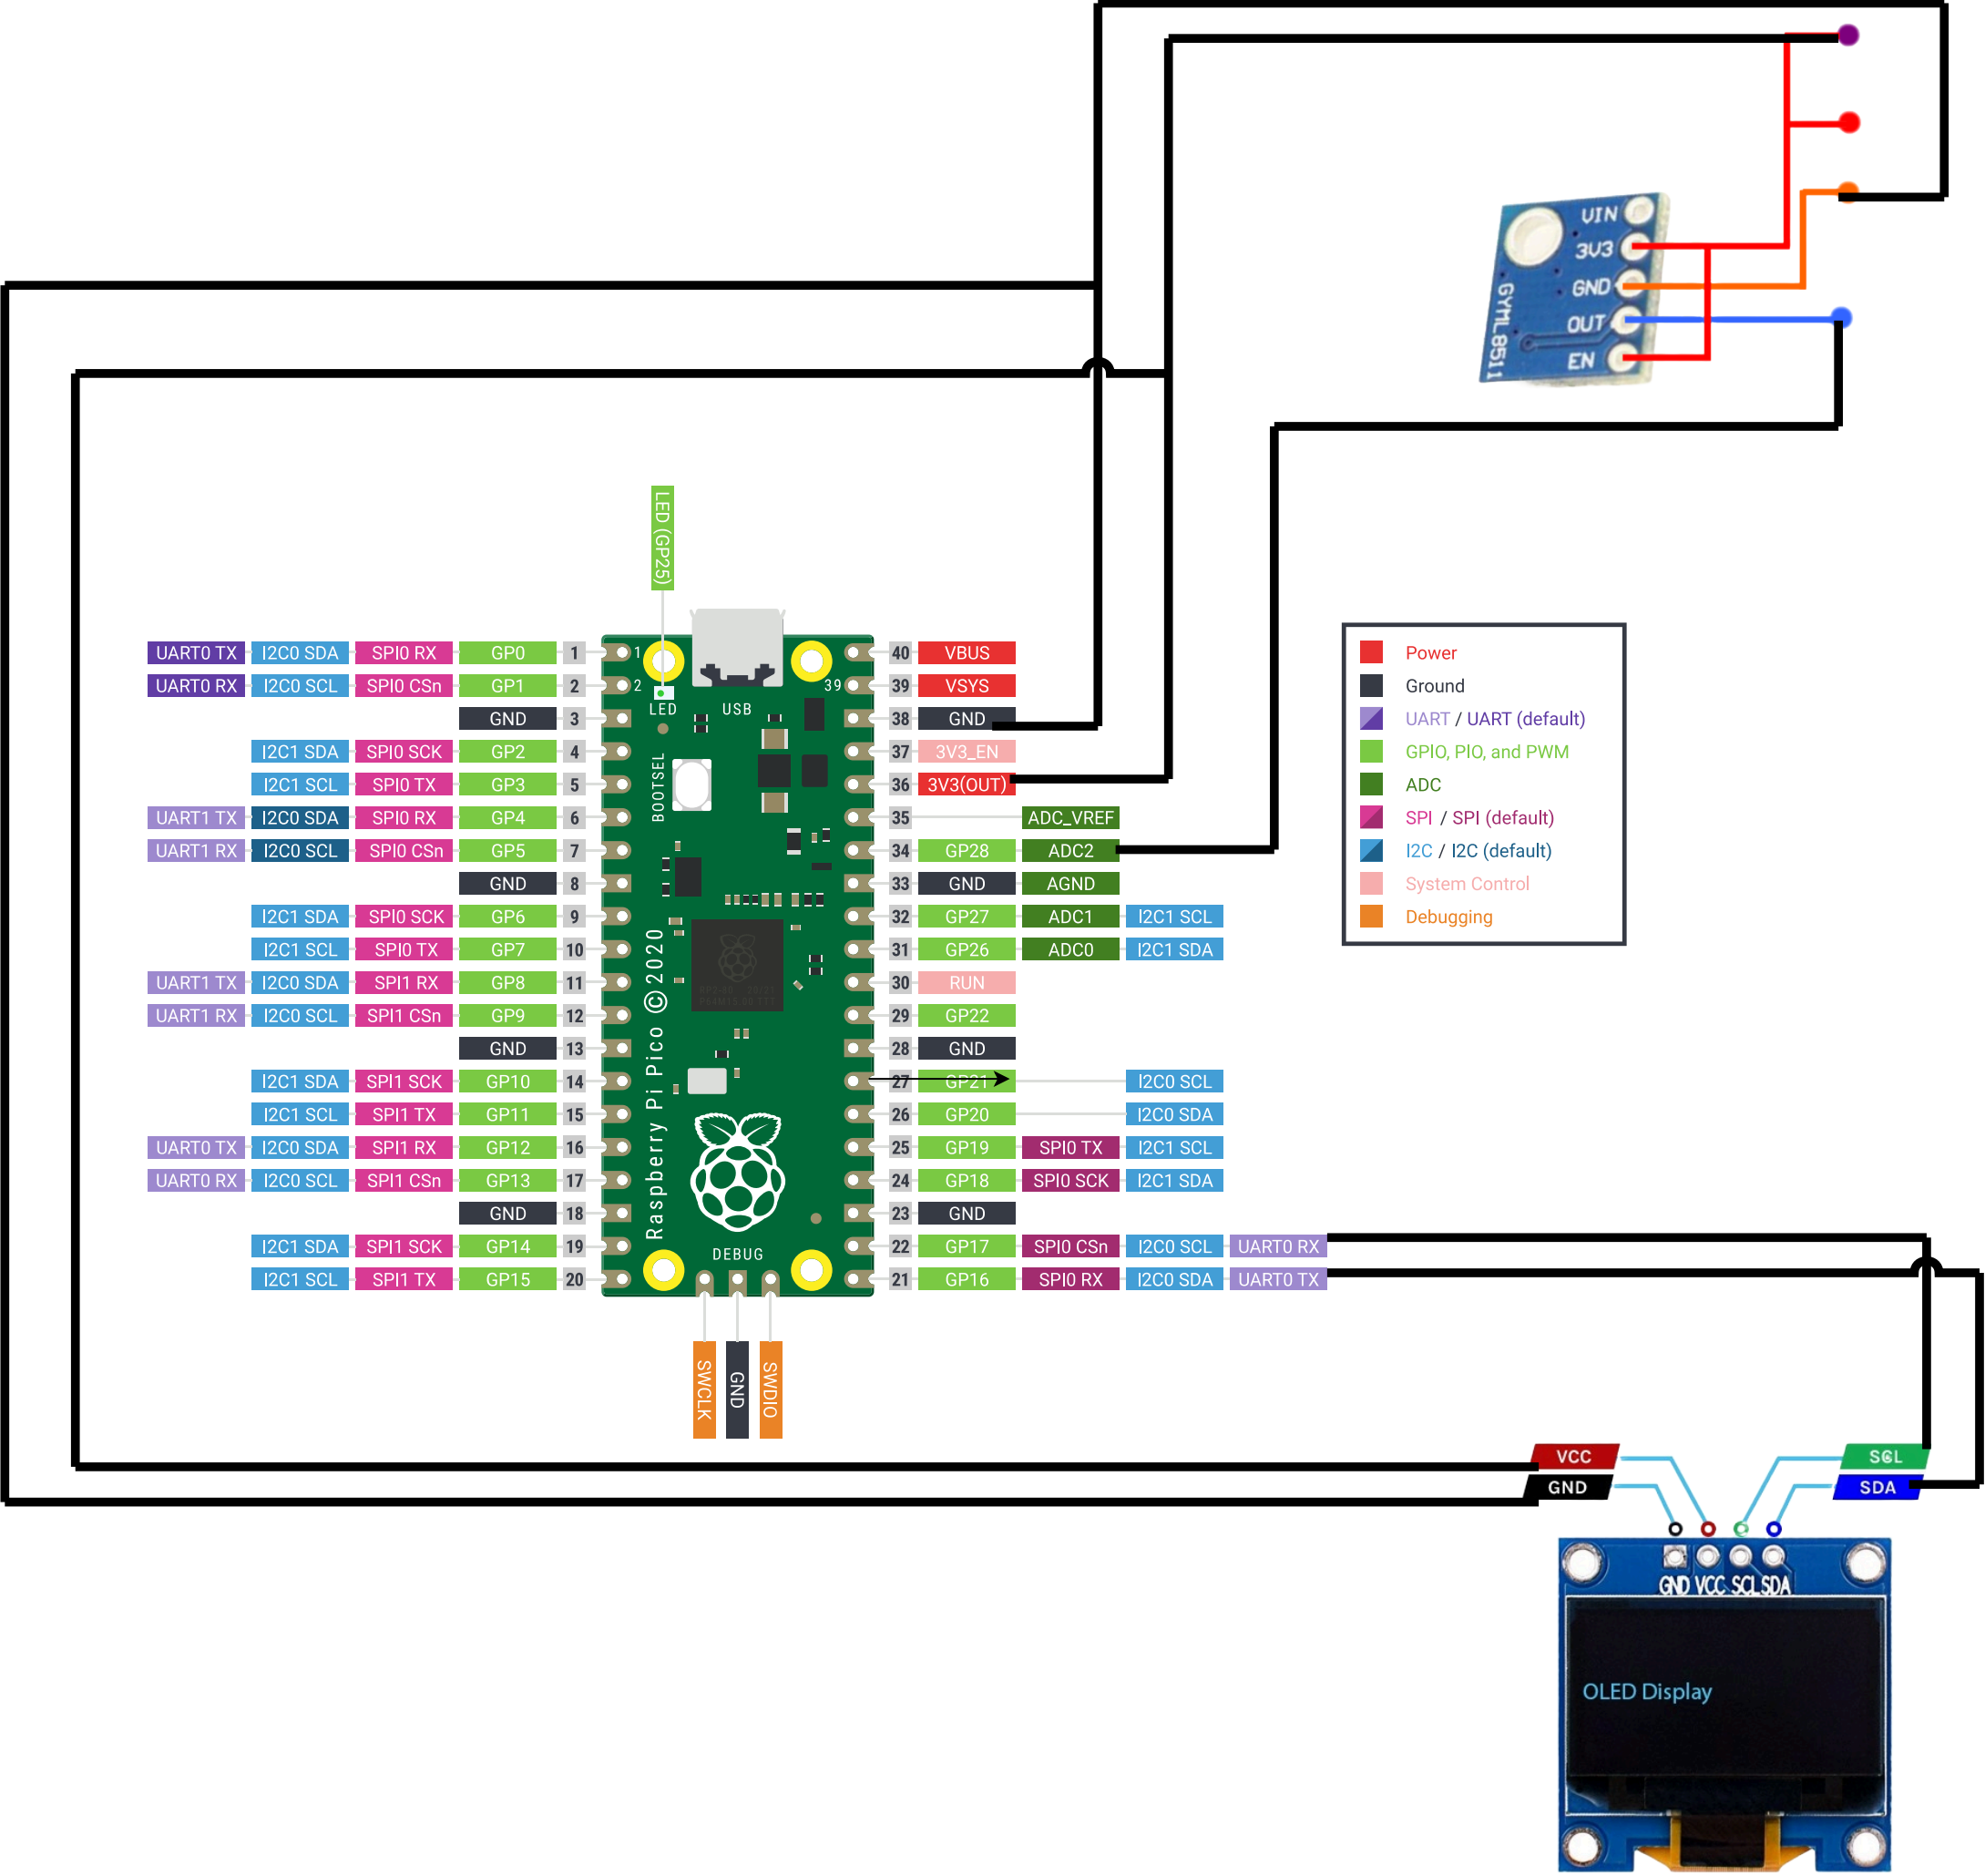 VIN
3V3
GND
OUT
EN
GYML8511
LED (GP25)
UART0 TX I2C0 SDA SPI0 RX GP0 1
UART0 RX I2C0 SCL SPI0 CSn GP1 2
GND 3
I2C1 SDA SPI0 SCK GP2 4
I2C1 SCL SPI0 TX GP3 5
UART1 TX I2C0 SDA SPI0 RX GP4 6
UART1 RX I2C0 SCL SPI0 CSn GP5 7
GND 8
I2C1 SDA SPI0 SCK GP6 9
I2C1 SCL SPI0 TX GP7 10
UART1 TX I2C0 SDA SPI1 RX GP8 11
UART1 RX I2C0 SCL SPI1 CSn GP9 12
GND 13
I2C1 SDA SPI1 SCK GP10 14
I2C1 SCL SPI1 TX GP11 15
UART0 TX I2C0 SDA SPI1 RX GP12 16
UART0 RX I2C0 SCL SPI1 CSn GP13 17
GND 18
I2C1 SDA SPI1 SCK GP14 19
I2C1 SCL SPI1 TX GP15 20
1
2
39
LED
USB
BOOTSEL
Raspberry Pi Pico ©2020
DEBUG
40 VBUS
39 VSYS
38 GND
37 3V3_EN
36 3V3(OUT)
35 ADC_VREF
34 GP28 ADC2
33 GND AGND
32 GP27 ADC1 I2C1 SCL
31 GP26 ADC0 I2C1 SDA
30 RUN
29 GP22
28 GND
27 GP21 I2C0 SCL
26 GP20 I2C0 SDA
25 GP19 SPI0 TX I2C1 SCL
24 GP18 SPI0 SCK I2C1 SDA
23 GND
22 GP17 SPI0 CSn I2C0 SCL UART0 RX
21 GP16 SPI0 RX I2C0 SDA UART0 TX
SWCLK
GND
SWDIO
Power
Ground
UART / UART (default)
GPIO, PIO, and PWM
ADC
SPI / SPI (default)
I2C / I2C (default)
System Control
Debugging
VCC
GND
SCL
SDA
GND VCC SCL SDA
OLED Display